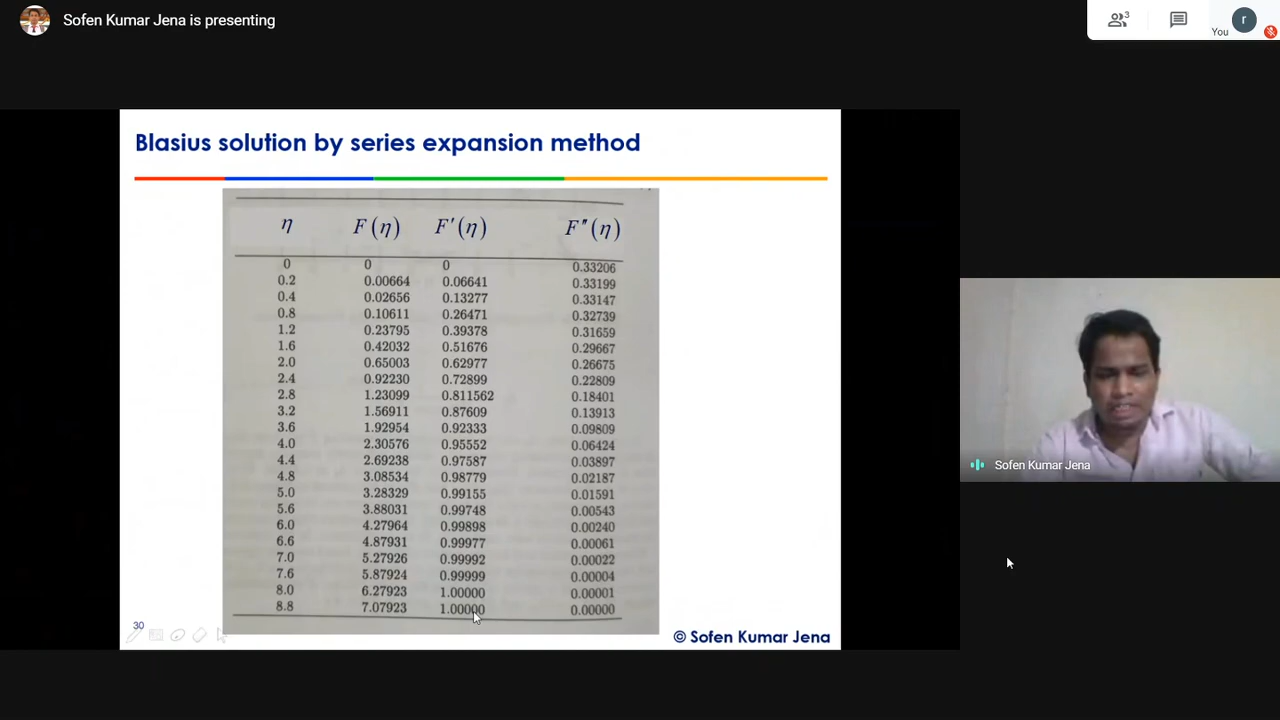 Sofen Kumar Jena is presenting
3
You
r
Blasius solution by series expansion method
η F(η) F′(η) F″(η)
0 0 0 0.33206
0.2 0.00664 0.06641 0.33199
0.4 0.02656 0.13277 0.33147
0.8 0.10611 0.26471 0.32739
1.2 0.23795 0.39378 0.31659
1.6 0.42032 0.51676 0.29667
2.0 0.65003 0.62977 0.26675
2.4 0.92230 0.72899 0.22809
2.8 1.23099 0.811562 0.18401
3.2 1.56911 0.87609 0.13913
3.6 1.92954 0.92333 0.09809
4.0 2.30576 0.95552 0.06424
4.4 2.69238 0.97587 0.03897
4.8 3.08534 0.98779 0.02187
5.0 3.28329 0.99155 0.01591
5.6 3.88031 0.99748 0.00543
6.0 4.27964 0.99898 0.00240
6.6 4.87931 0.99977 0.00061
7.0 5.27926 0.99992 0.00022
7.6 5.87924 0.99999 0.00004
8.0 6.27923 1.00000 0.00001
8.8 7.07923 1.00000 0.00000
30
© Sofen Kumar Jena
Sofen Kumar Jena